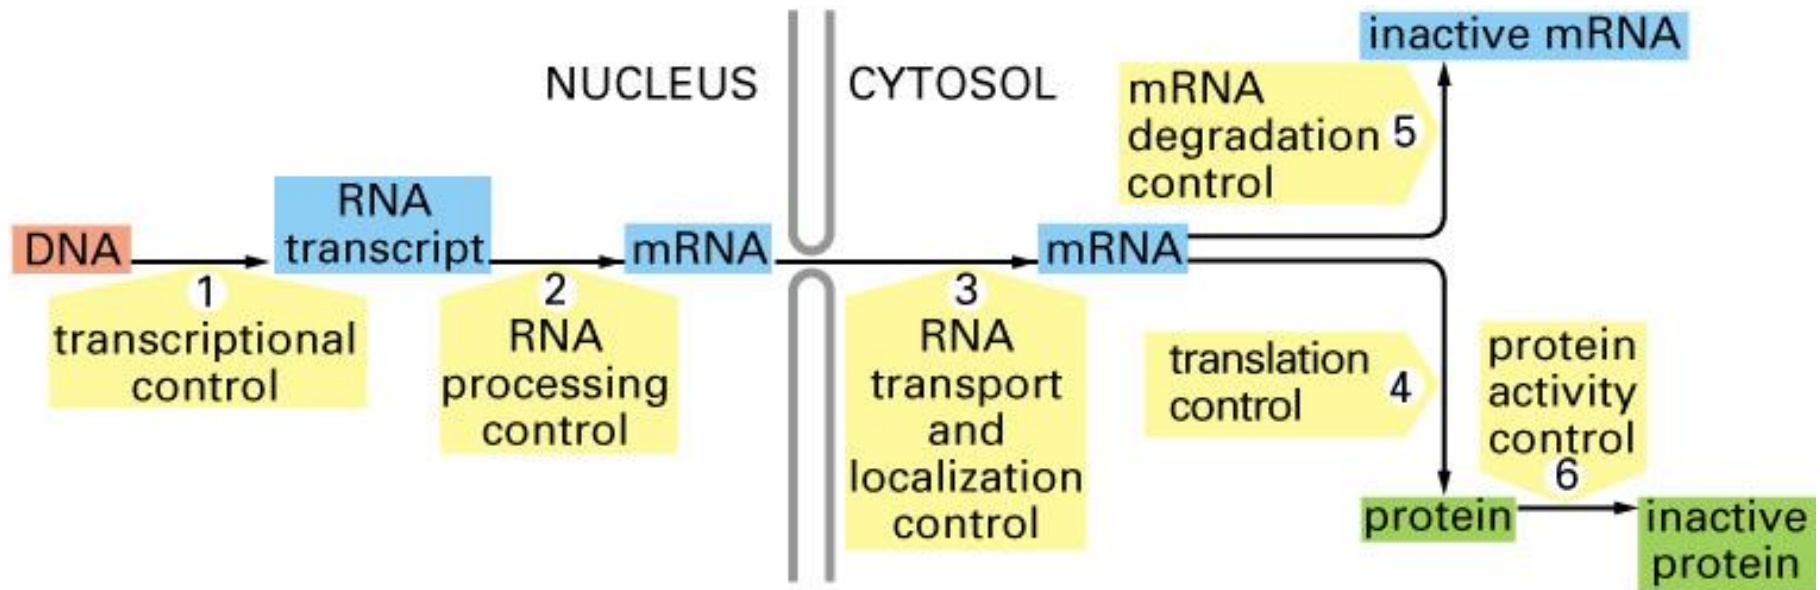 NUCLEUS
CYTOSOL
DNA
1
transcriptional
control
RNA
transcript
2
RNA
processing
control
mRNA
3
RNA
transport
and
localization
control
mRNA
mRNA
degradation
control
5
inactive mRNA
translation
control
4
protein
activity
control
6
protein
inactive
protein